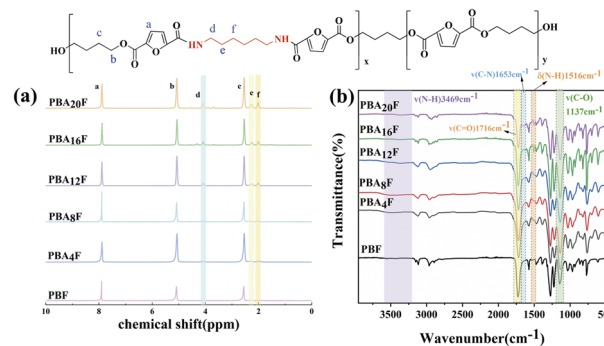 c a O O d f H N O O
HO O O NH N O O O OH
b O e H x O y
(a)
a b c d e f
PBA20F
PBA16F
PBA12F
PBA8F
PBA4F
PBF
10 8 6 4 2 0
chemical shift(ppm)
(b)
ν(C-N)1653cm⁻¹
δ(N-H)1516cm⁻¹
ν(N-H)3469cm⁻¹
ν(C=O)1716cm⁻¹
ν(C-O)
1137cm⁻¹
PBA20F
PBA16F
PBA12F
PBA8F
PBA4F
PBF
Transmittance(%)
3500 3000 2500 2000 1500 1000 500
Wavenumber(cm⁻¹)